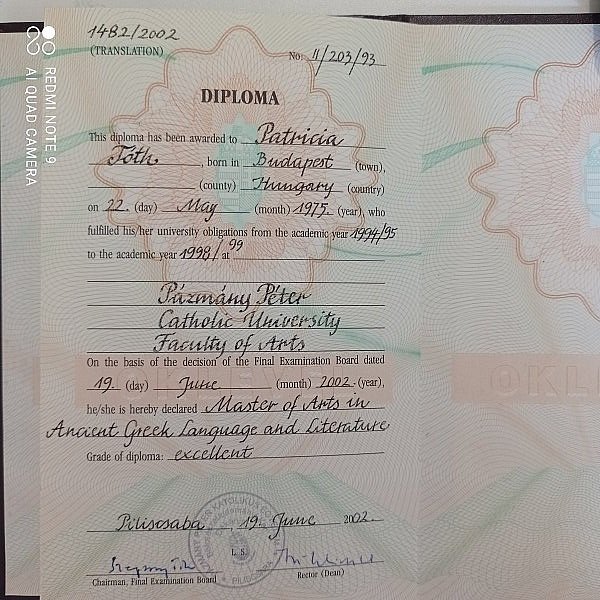 14B2/2002
(TRANSLATION)
No: II/203/93
DIPLOMA
This diploma has been awarded to Patricia
Tóth, born in Budapest (town),
(county) Hungary (country)
on 22. (day) May (month) 1975. (year), who
fulfilled his/her university obligations from the academic year 1994/95
to the academic year 1998/99 at
Pázmány Péter
Catholic University
Faculty of Arts
On the basis of the decision of the Final Examination Board dated
19. (day) June (month) 2002. (year),
he/she is hereby declared Master of Arts in
Ancient Greek Language and Literature
Grade of diploma: excellent
Piliscsaba, 19. June 2002.
L. S.
Chairman, Final Examination Board
Rector (Dean)
OKL
REDMI NOTE 9
AI QUAD CAMERA